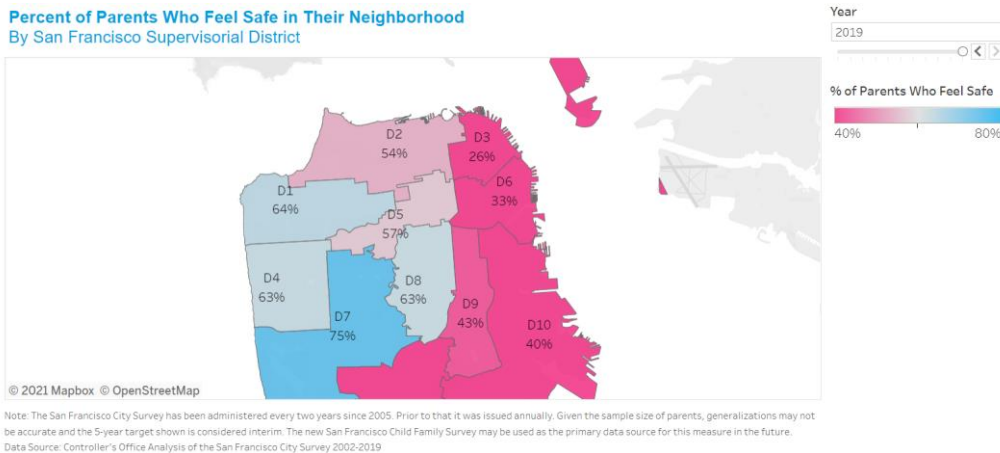 Percent of Parents Who Feel Safe in Their Neighborhood
By San Francisco Supervisorial District
Year
2019
% of Parents Who Feel Safe
40% 80%
D2
54%
D3
26%
D6
33%
D1
64%
D5
57%
D4
63%
D8
63%
D7
75%
D9
43%
D10
40%
© 2021 Mapbox © OpenStreetMap
Note: The San Francisco City Survey has been administered every two years since 2005. Prior to that it was issued annually. Given the sample size of parents, generalizations may not
be accurate and the 5-year target shown is considered interim. The new San Francisco Child Family Survey may be used as the primary data source for this measure in the future.
Data Source: Controller's Office Analysis of the San Francisco City Survey 2002-2019